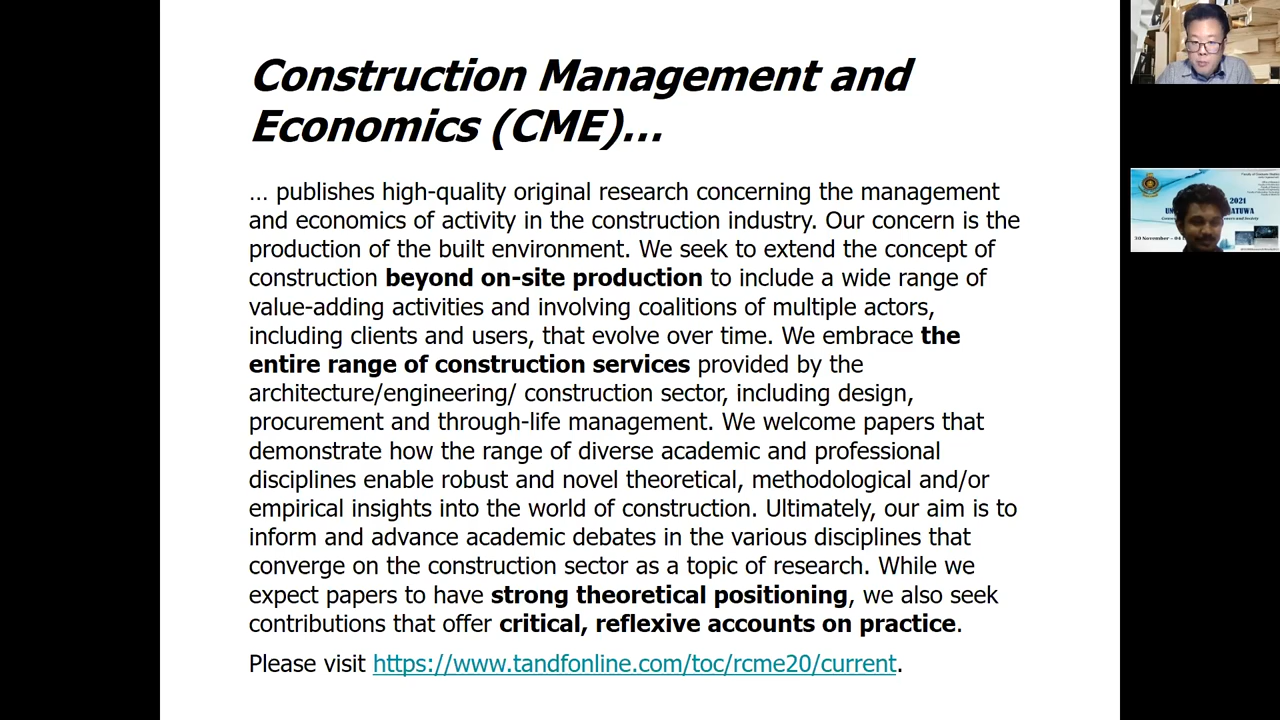 Construction Management and
Economics (CME)...
... publishes high-quality original research concerning the management
and economics of activity in the construction industry. Our concern is the
production of the built environment. We seek to extend the concept of
construction beyond on-site production to include a wide range of
value-adding activities and involving coalitions of multiple actors,
including clients and users, that evolve over time. We embrace the
entire range of construction services provided by the
architecture/engineering/ construction sector, including design,
procurement and through-life management. We welcome papers that
demonstrate how the range of diverse academic and professional
disciplines enable robust and novel theoretical, methodological and/or
empirical insights into the world of construction. Ultimately, our aim is to
inform and advance academic debates in the various disciplines that
converge on the construction sector as a topic of research. While we
expect papers to have strong theoretical positioning, we also seek
contributions that offer critical, reflexive accounts on practice.
Please visit https://www.tandfonline.com/toc/rcme20/current.
2021
30 November